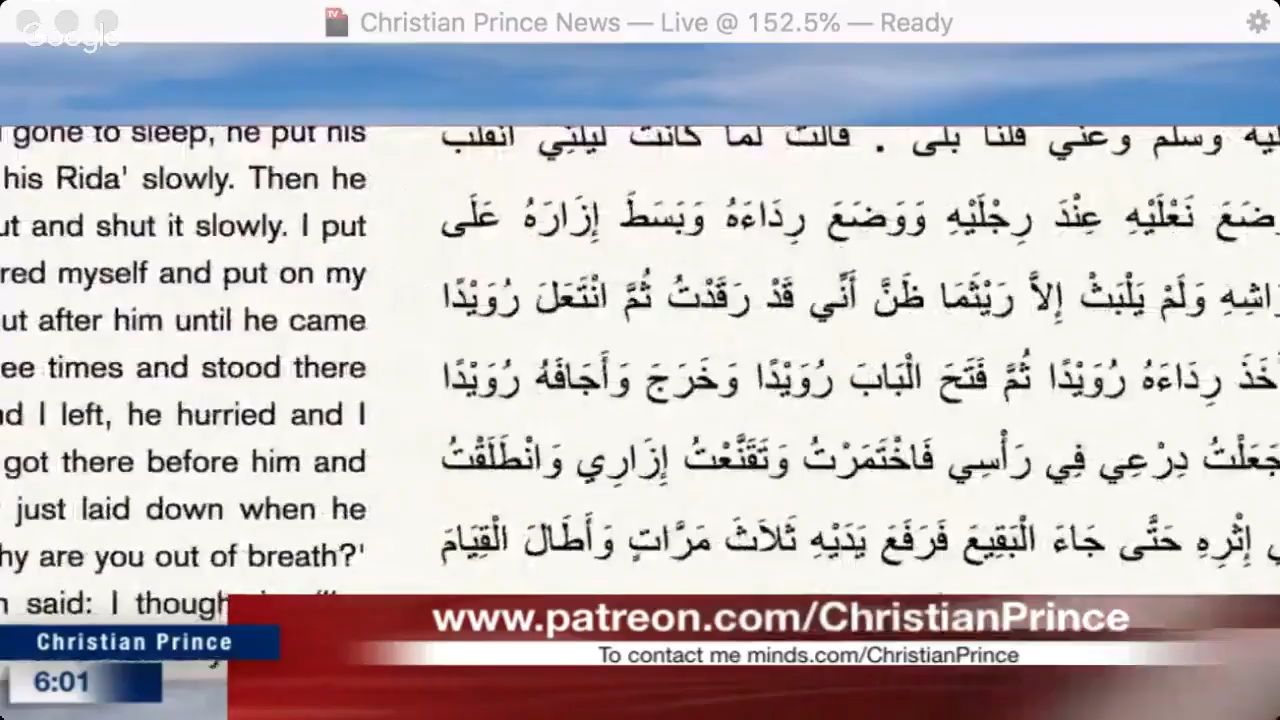 Christian Prince News — Live @ 152.5% — Ready
Google
gone to sleep, he put his
his Rida' slowly. Then he
ut and shut it slowly. I put
red myself and put on my
ut after him until he came
ee times and stood there
nd I left, he hurried and I
got there before him and
just laid down when he
hy are you out of breath?'
n said: I though
ليه وسلم وعني قلنا بلى . قالت لما كانت ليلتي انقلب
ضَعَ نَعْلَيْهِ عِنْدَ رِجْلَيْهِ وَوَضَعَ رِدَاءَهُ وَبَسَطَ إِزَارَهُ عَلَى
راشِهِ وَلَمْ يَلْبَثْ إِلاَّ رَيْثَمَا ظَنَّ أَنِّي قَدْ رَقَدْتُ ثُمَّ انْتَعَلَ رُوَيْدًا
خَذَ رِدَاءَهُ رُوَيْدًا ثُمَّ فَتَحَ الْبَابَ رُوَيْدًا وَخَرَجَ وَأَجَافَهُ رُوَيْدًا
جَعَلْتُ دِرْعِي فِي رَأْسِي فَاخْتَمَرْتُ وَتَقَنَّعْتُ إِزَارِي وَانْطَلَقْتُ
إِثْرِهِ حَتَّى جَاءَ الْبَقِيعَ فَرَفَعَ يَدَيْهِ ثَلاَثَ مَرَّاتٍ وَأَطَالَ الْقِيَامَ
www.patreon.com/ChristianPrince
To contact me minds.com/ChristianPrince
Christian Prince
6:01